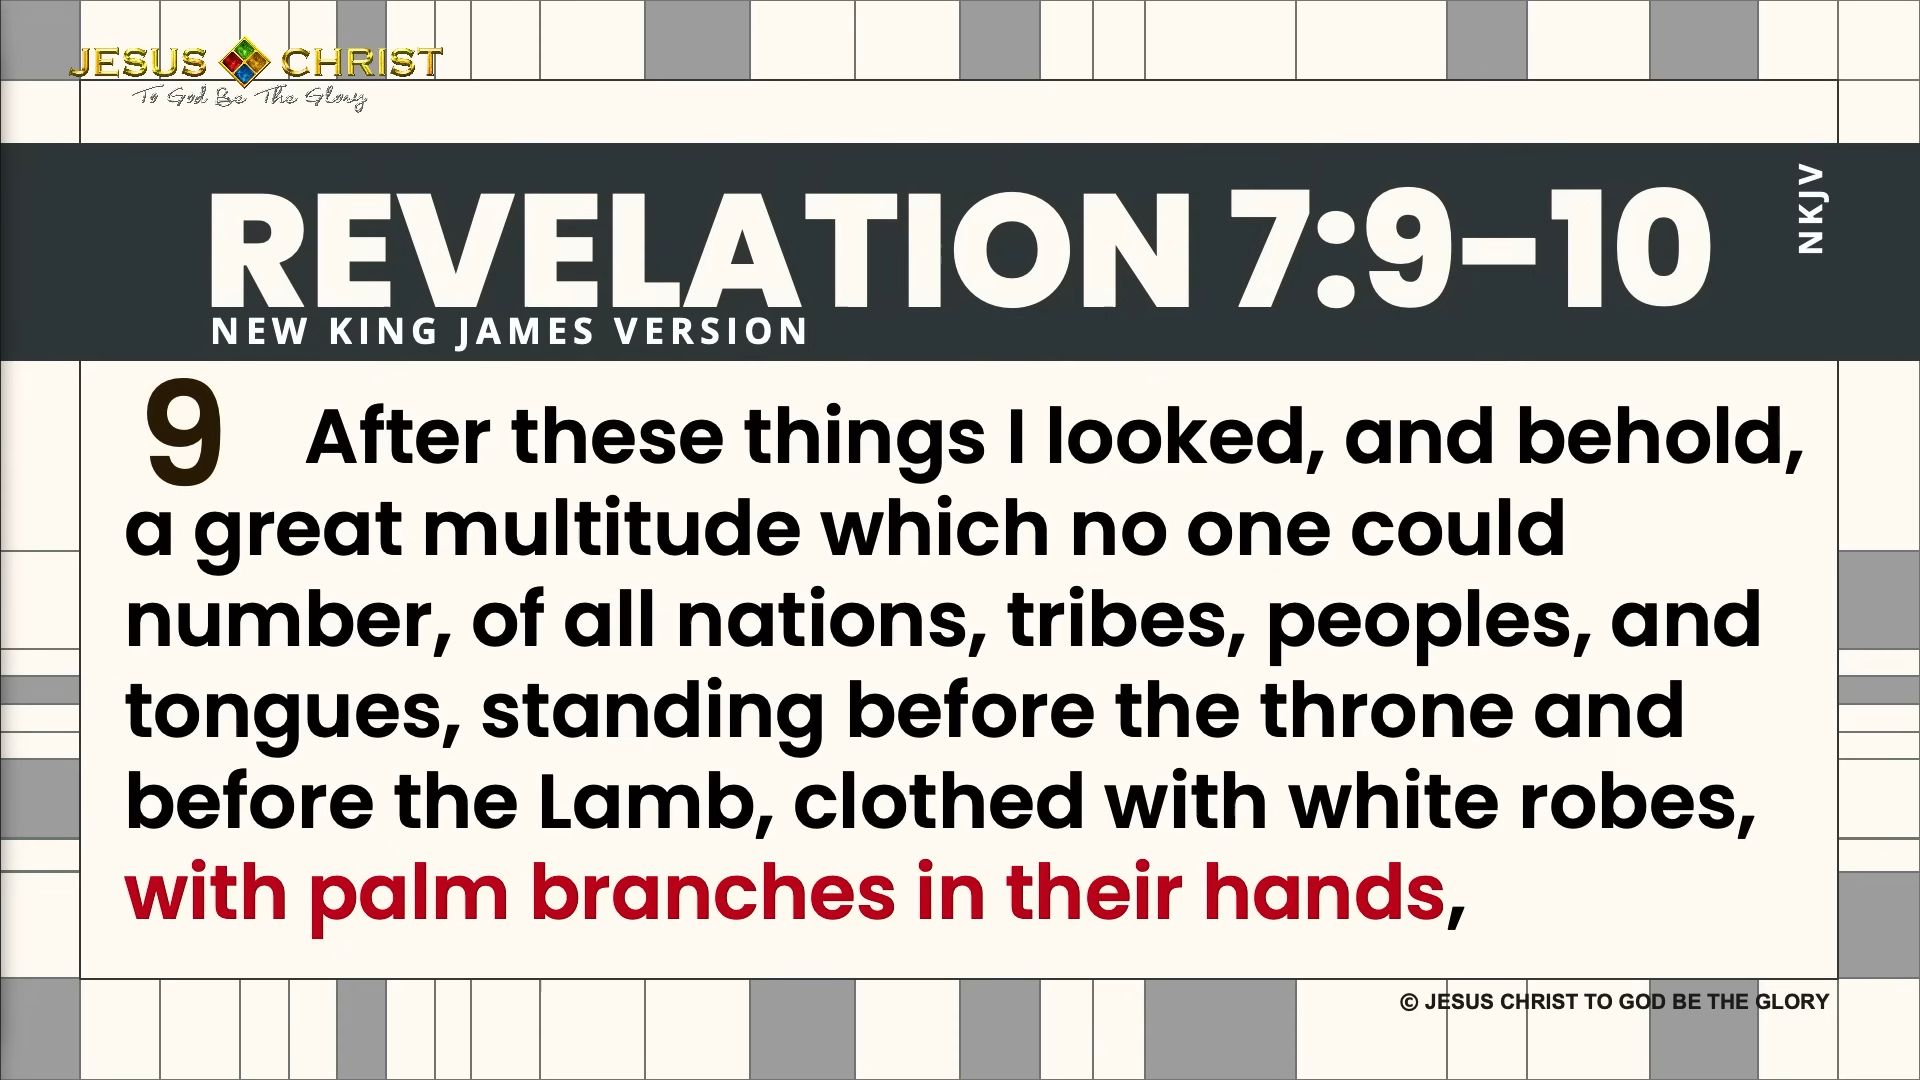 JESUS CHRIST
To God Be The Glory
REVELATION 7:9–10
NKJV
NEW KING JAMES VERSION
9 After these things I looked, and behold,
a great multitude which no one could
number, of all nations, tribes, peoples, and
tongues, standing before the throne and
before the Lamb, clothed with white robes,
with palm branches in their hands,
© JESUS CHRIST TO GOD BE THE GLORY